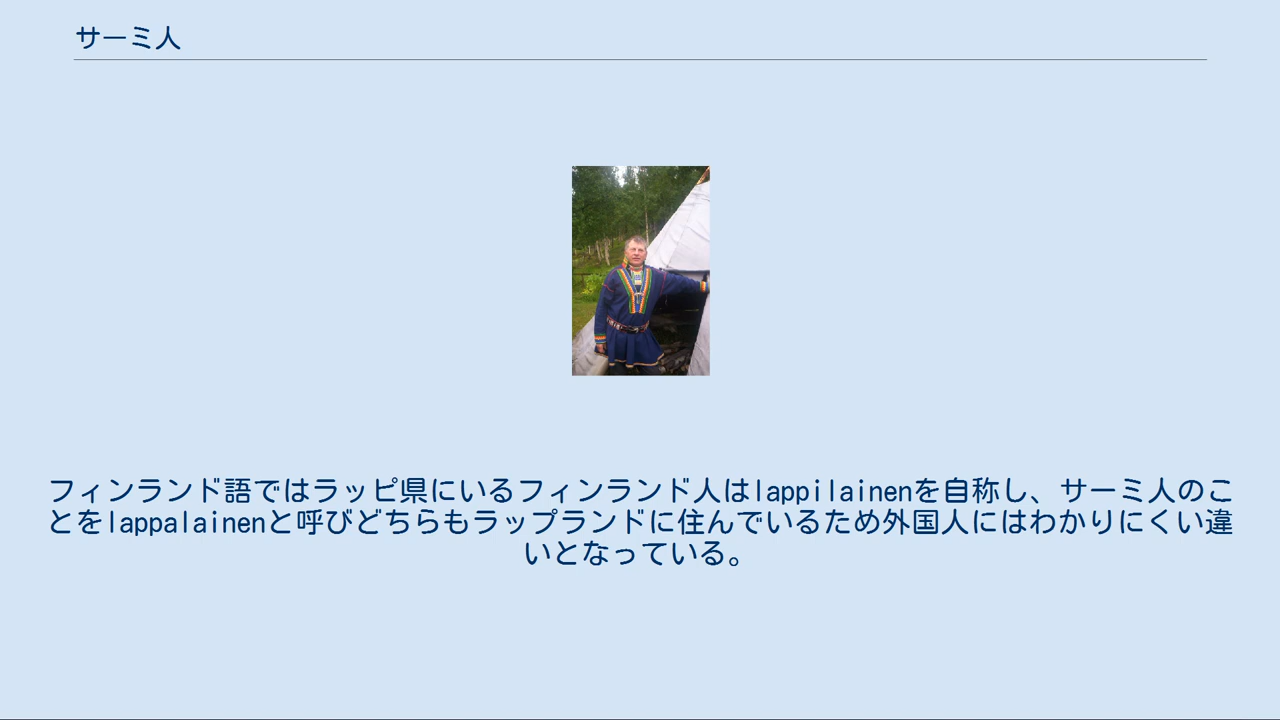 サーミ人
フィンランド語ではラッピ県にいるフィンランド人はlappilainenを自称し、サーミ人のこ
とをlappalainenと呼びどちらもラップランドに住んでいるため外国人にはわかりにくい違
いとなっている。